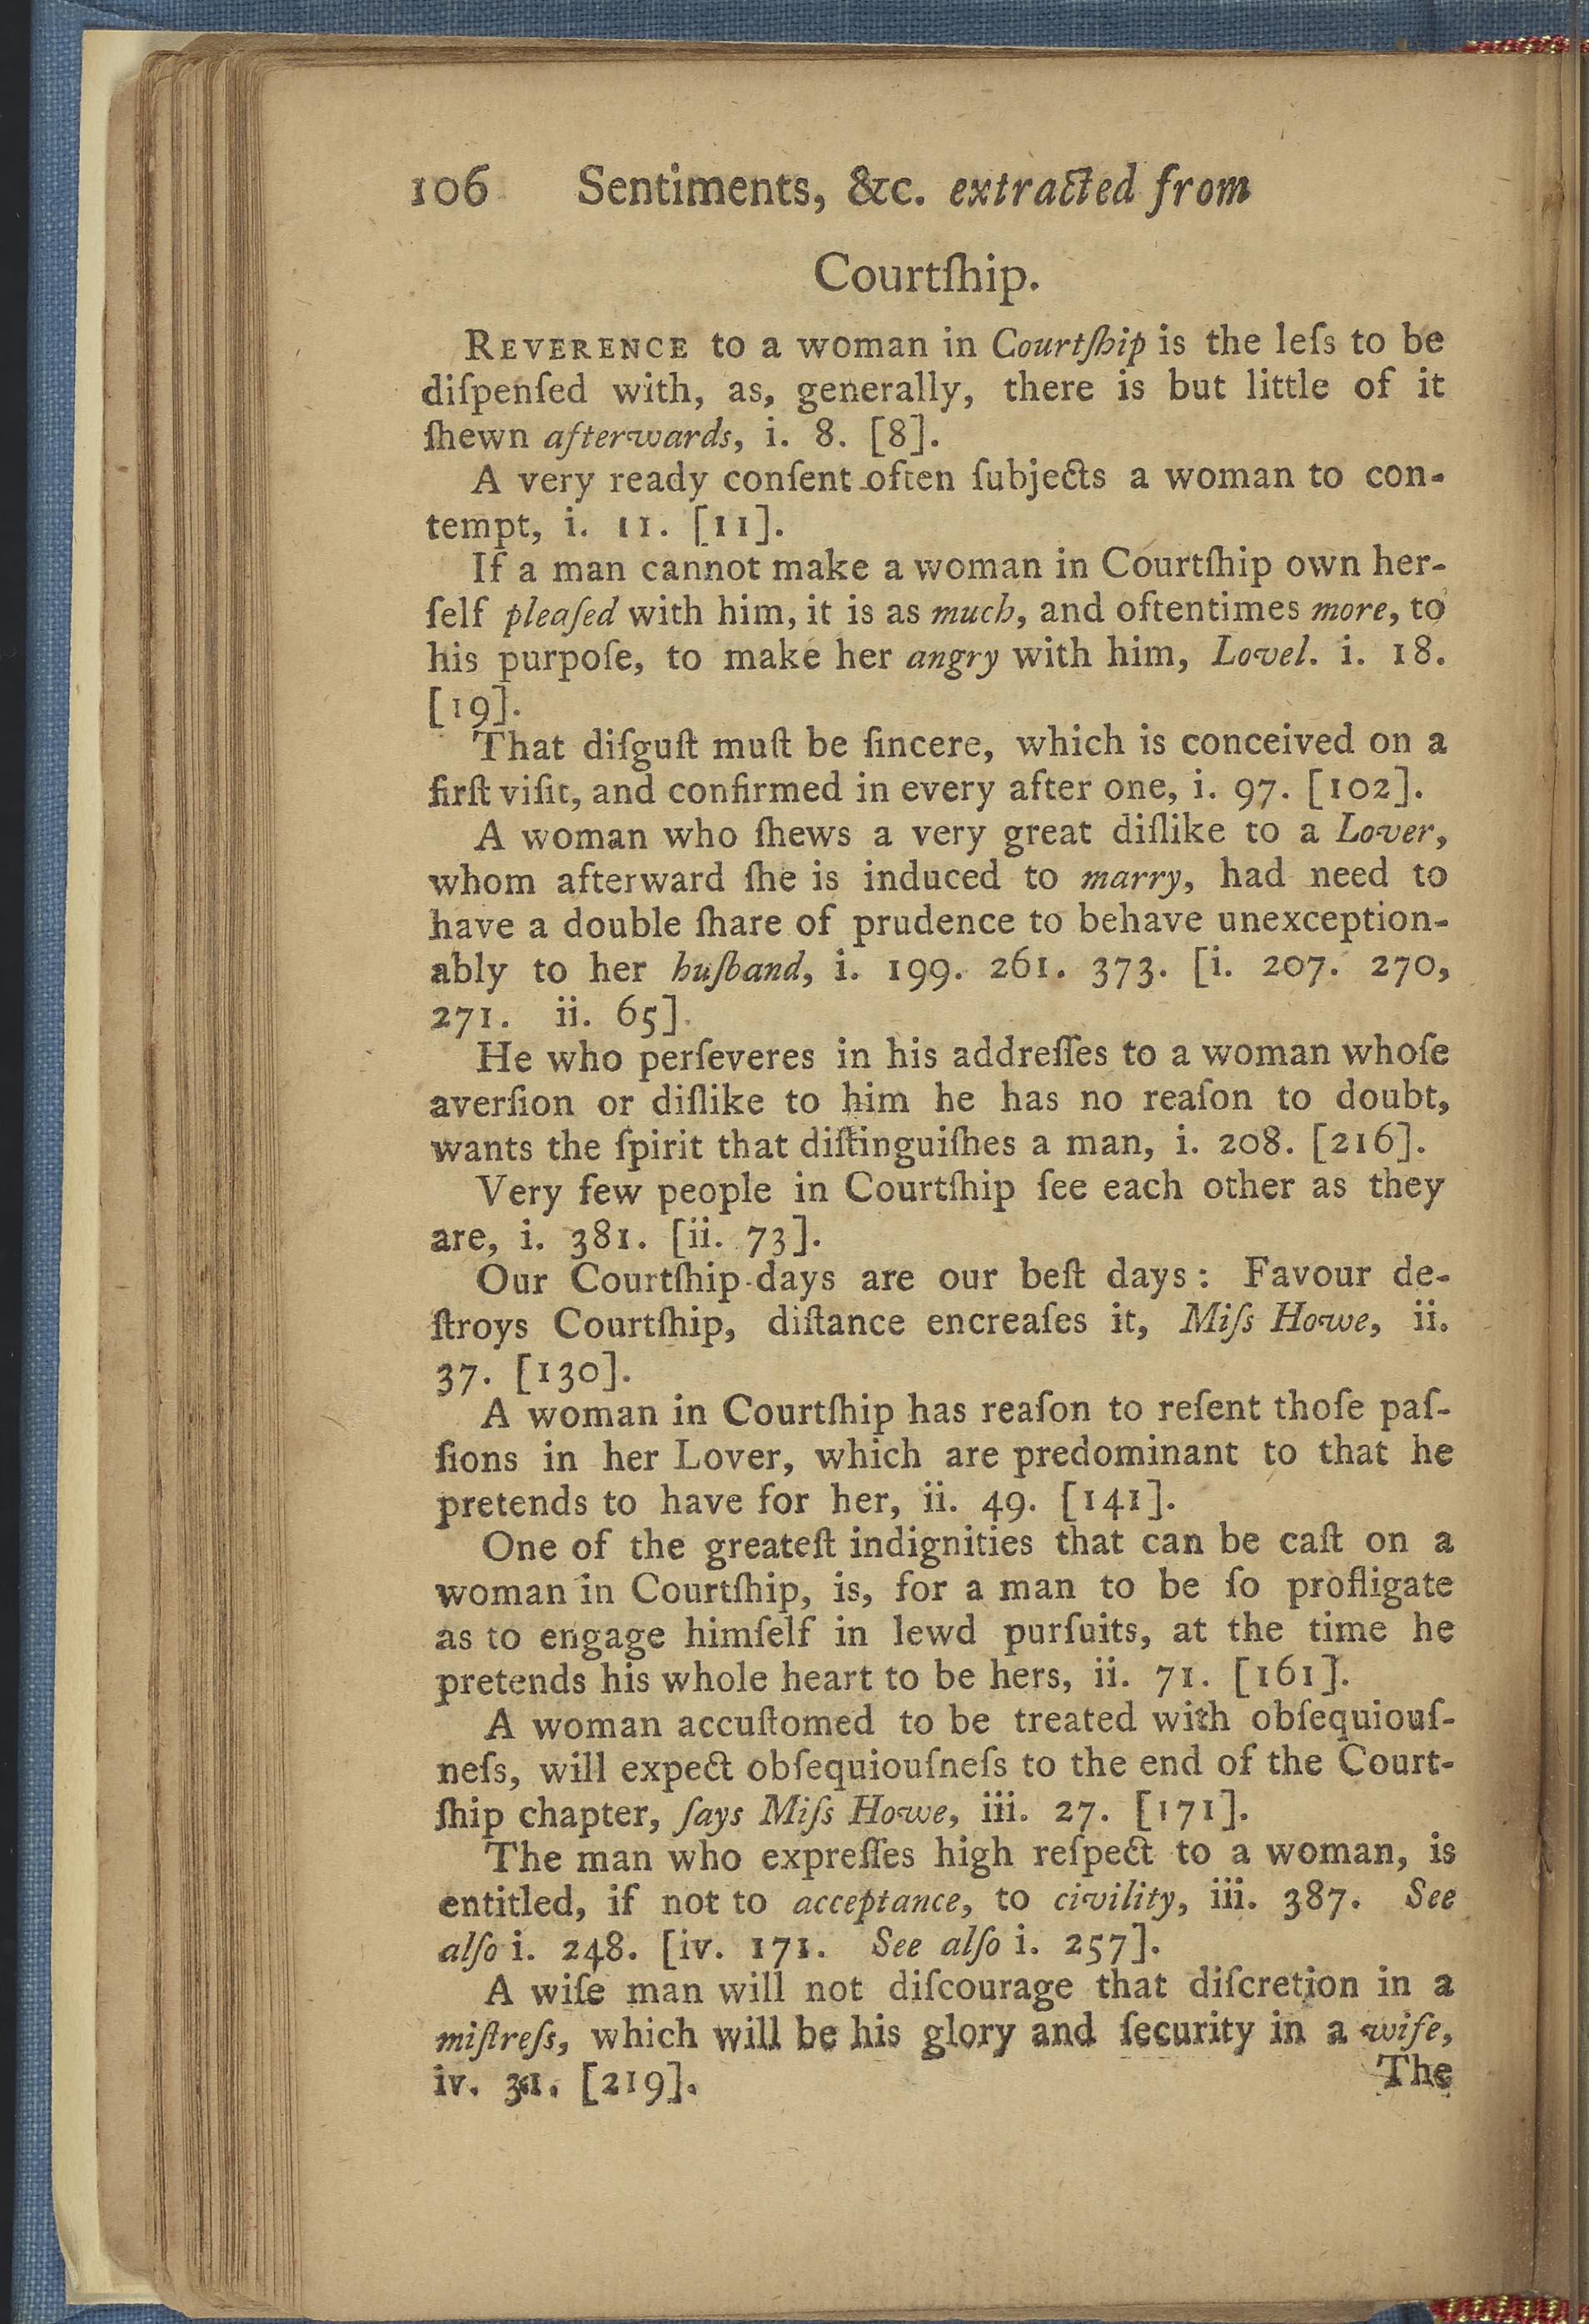 106 Sentiments, &c. extracted from
Courtſhip.
REVERENCE to a woman in Courtſhip is the leſs to be
diſpenſed with, as, generally, there is but little of it
ſhewn afterwards, i. 8. [8].
A very ready conſent often ſubjects a woman to con-
tempt, i. 11. [11].
If a man cannot make a woman in Courtſhip own her-
ſelf pleaſed with him, it is as much, and oftentimes more, to
his purpoſe, to make her angry with him, Lovel. i. 18.
[19].
That diſguſt muſt be ſincere, which is conceived on a
firſt viſit, and confirmed in every after one, i. 97. [102].
A woman who ſhews a very great diſlike to a Lover,
whom afterward ſhe is induced to marry, had need to
have a double ſhare of prudence to behave unexception-
ably to her huſband, i. 199. 261. 373. [i. 207. 270,
271. ii. 65].
He who perſeveres in his addreſſes to a woman whoſe
averſion or diſlike to him he has no reaſon to doubt,
wants the ſpirit that diſtinguiſhes a man, i. 208. [216].
Very few people in Courtſhip ſee each other as they
are, i. 381. [ii. 73].
Our Courtſhip-days are our beſt days: Favour de-
ſtroys Courtſhip, diſtance encreaſes it, Miſs Howe, ii.
37. [130].
A woman in Courtſhip has reaſon to reſent thoſe paſ-
ſions in her Lover, which are predominant to that he
pretends to have for her, ii. 49. [141].
One of the greateſt indignities that can be caſt on a
woman in Courtſhip, is, for a man to be ſo profligate
as to engage himſelf in lewd purſuits, at the time he
pretends his whole heart to be hers, ii. 71. [161].
A woman accuſtomed to be treated with obſequiouſ-
neſs, will expect obſequiouſneſs to the end of the Court-
ſhip chapter, ſays Miſs Howe, iii. 27. [171].
The man who expreſſes high reſpect to a woman, is
entitled, if not to acceptance, to civility, iii. 387. See
alſo i. 248. [iv. 171. See alſo i. 257].
A wiſe man will not diſcourage that diſcretion in a
miſtreſs, which will be his glory and ſecurity in a wife,
iv. [219].
The